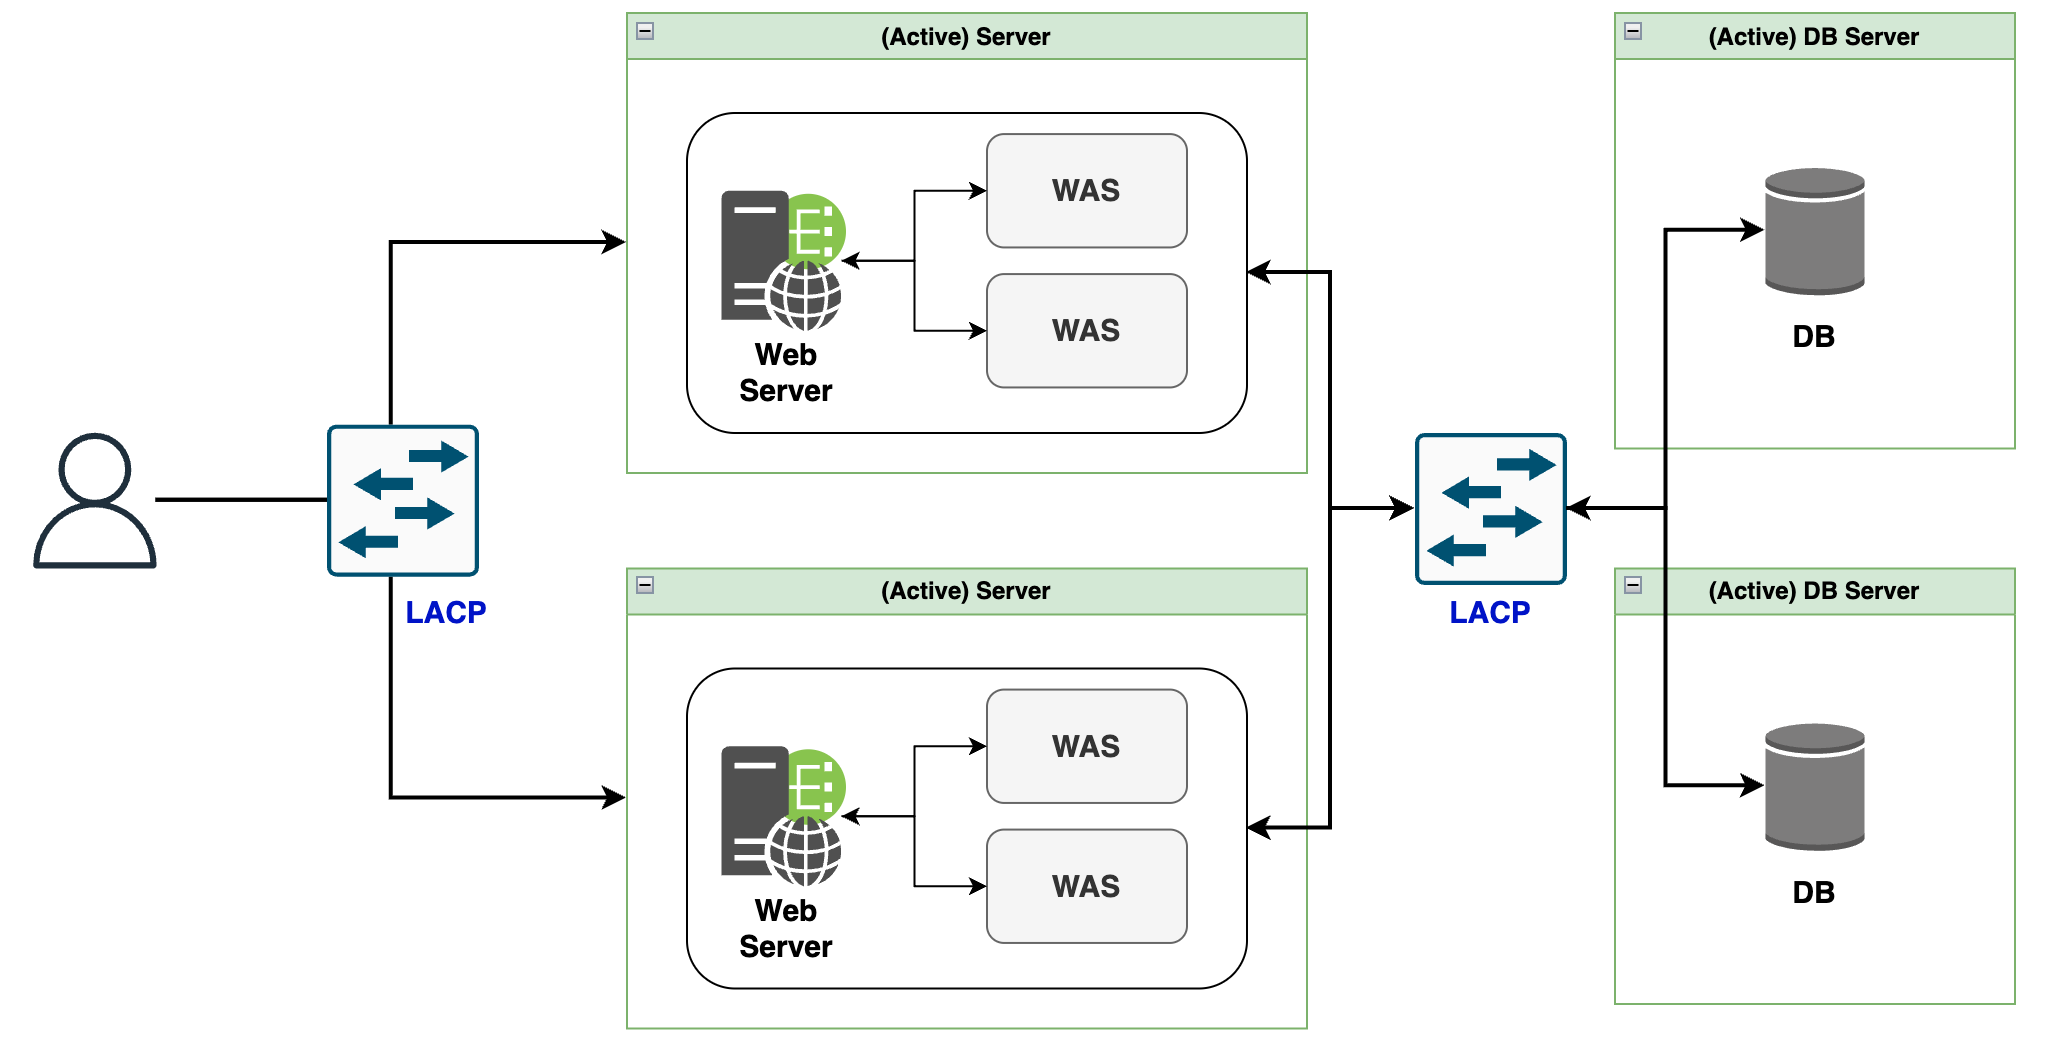 (Active) Server
WAS
WAS
Web
Server
(Active) DB Server
DB
LACP
LACP
(Active) Server
WAS
WAS
Web
Server
(Active) DB Server
DB